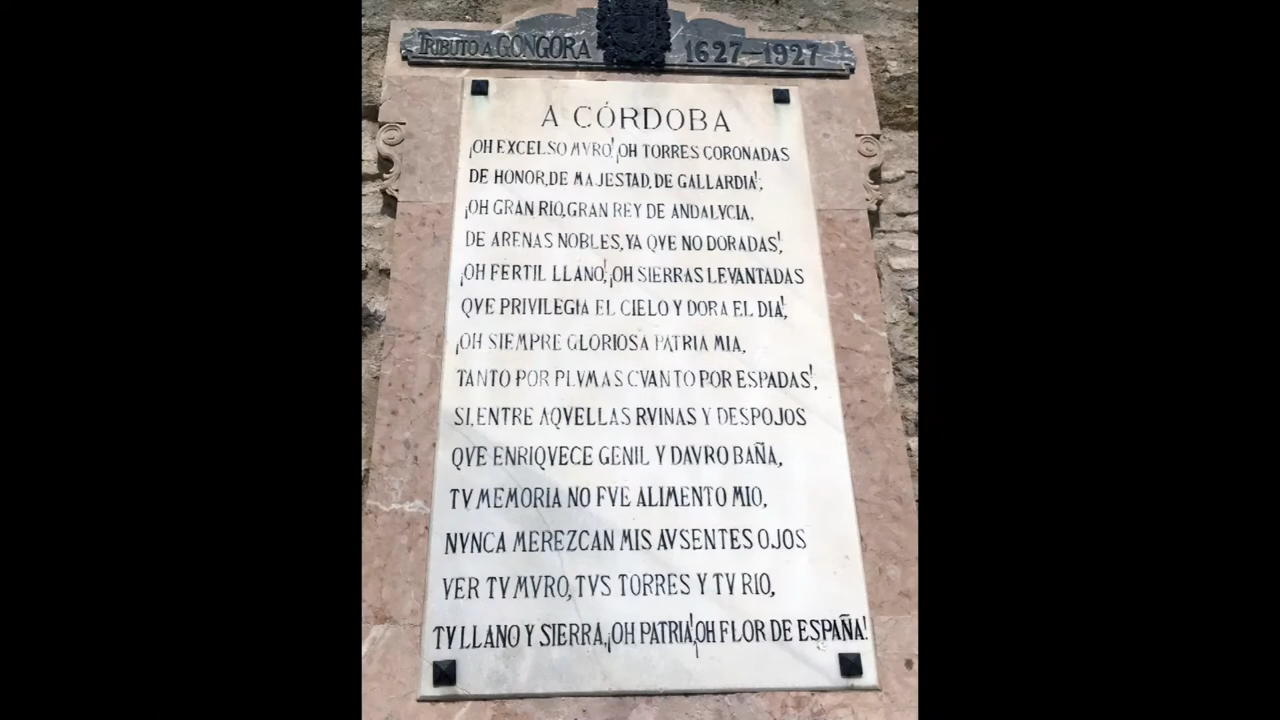 TRIBUTO A GONGORA 1627-1927
A CÓRDOBA
¡OH EXCELSO MVRO! ¡OH TORRES CORONADAS
DE HONOR, DE MAJESTAD, DE GALLARDIA!;
¡OH GRAN RIO, GRAN REY DE ANDALVCIA,
DE ARENAS NOBLES, YA QVE NO DORADAS!,
¡OH FERTIL LLANO!, ¡OH SIERRAS LEVANTADAS
QVE PRIVILEGIA EL CIELO Y DORA EL DIA!,
¡OH SIEMPRE GLORIOSA PATRIA MIA,
TANTO POR PLVMAS CVANTO POR ESPADAS!,
SI, ENTRE AQVELLAS RVINAS Y DESPOJOS
QVE ENRIQVECE GENIL Y DAVRO BAÑA,
TV MEMORIA NO FVE ALIMENTO MIO,
NVNCA MEREZCAN MIS AVSENTES OJOS
VER TV MVRO, TVS TORRES Y TV RIO,
TV LLANO Y SIERRA, ¡OH PATRIA!, ¡OH FLOR DE ESPAÑA!